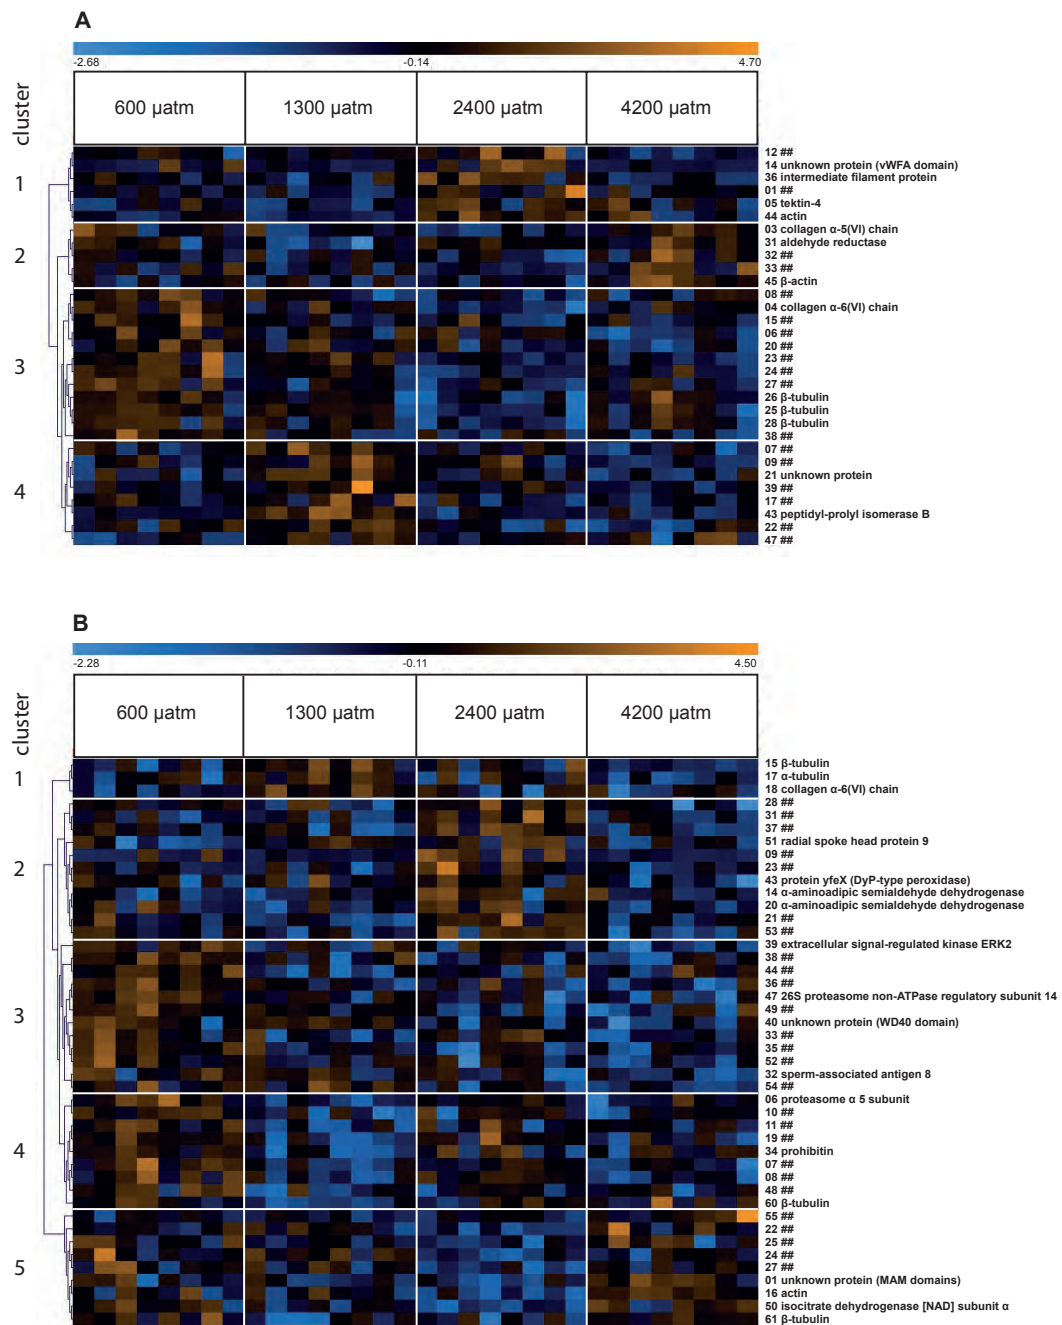 A
-2.68 -0.14 4.70
cluster
600 µatm 1300 µatm 2400 µatm 4200 µatm
1
12 ##
14 unknown protein (vWFA domain)
36 intermediate filament protein
01 ##
05 tektin-4
44 actin
2
03 collagen α-5(VI) chain
31 aldehyde reductase
32 ##
33 ##
45 β-actin
3
08 ##
04 collagen α-6(VI) chain
15 ##
06 ##
20 ##
23 ##
24 ##
27 ##
26 β-tubulin
25 β-tubulin
28 β-tubulin
38 ##
4
07 ##
09 ##
21 unknown protein
39 ##
17 ##
43 peptidyl-prolyl isomerase B
22 ##
47 ##
B
-2.28 -0.11 4.50
cluster
600 µatm 1300 µatm 2400 µatm 4200 µatm
1
15 β-tubulin
17 α-tubulin
18 collagen α-6(VI) chain
2
28 ##
31 ##
37 ##
51 radial spoke head protein 9
09 ##
23 ##
43 protein yfeX (DyP-type peroxidase)
14 α-aminoadipic semialdehyde dehydrogenase
20 α-aminoadipic semialdehyde dehydrogenase
21 ##
53 ##
3
39 extracellular signal-regulated kinase ERK2
38 ##
44 ##
36 ##
47 26S proteasome non-ATPase regulatory subunit 14
49 ##
40 unknown protein (WD40 domain)
33 ##
35 ##
52 ##
32 sperm-associated antigen 8
54 ##
4
06 proteasome α 5 subunit
10 ##
11 ##
19 ##
34 prohibitin
07 ##
08 ##
48 ##
60 β-tubulin
5
55 ##
22 ##
25 ##
24 ##
27 ##
01 unknown protein (MAM domains)
16 actin
50 isocitrate dehydrogenase [NAD] subunit α
61 β-tubulin